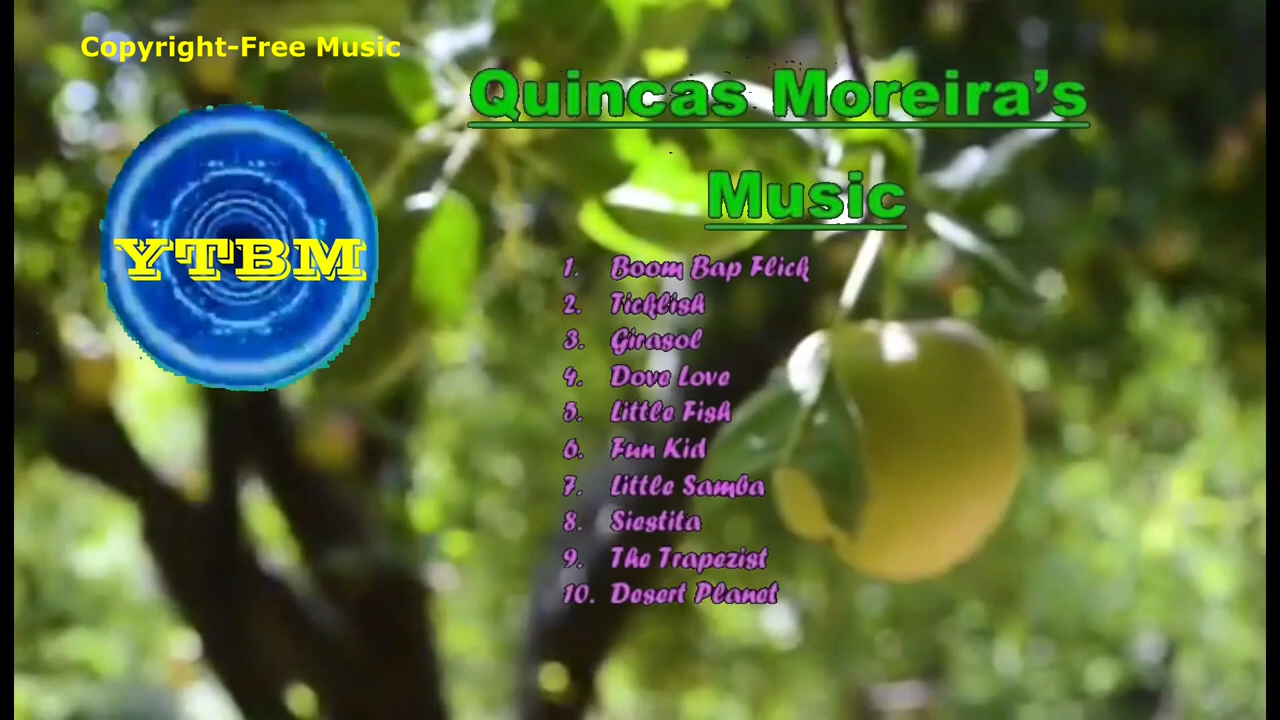 Copyright-Free Music
Quincas Moreira’s
Music
YTBM
1. Boom Bap Flick
2. Ticklish
3. Girasol
4. Dove Love
5. Little Fish
6. Fun Kid
7. Little Samba
8. Siestita
9. The Trapezist
10. Desert Planet